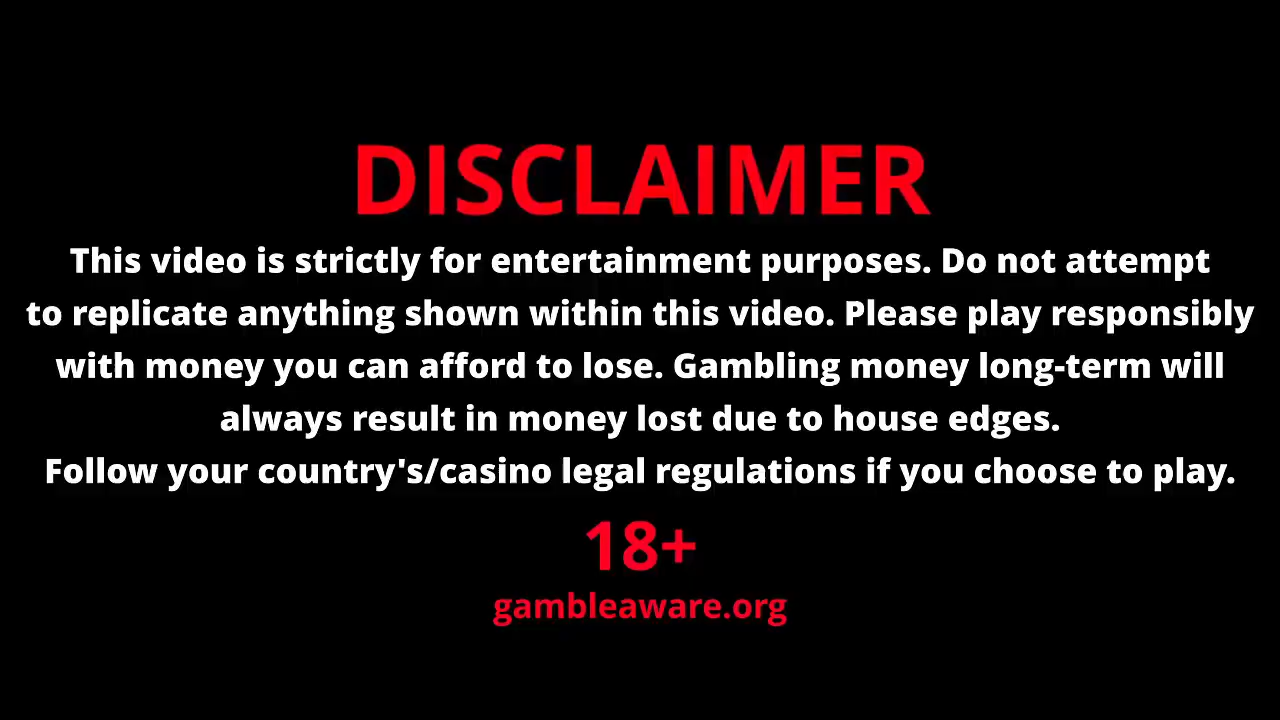 DISCLAIMER
This video is strictly for entertainment purposes. Do not attempt
to replicate anything shown within this video. Please play responsibly
with money you can afford to lose. Gambling money long-term will
always result in money lost due to house edges.
Follow your country's/casino legal regulations if you choose to play.
18+
gambleaware.org